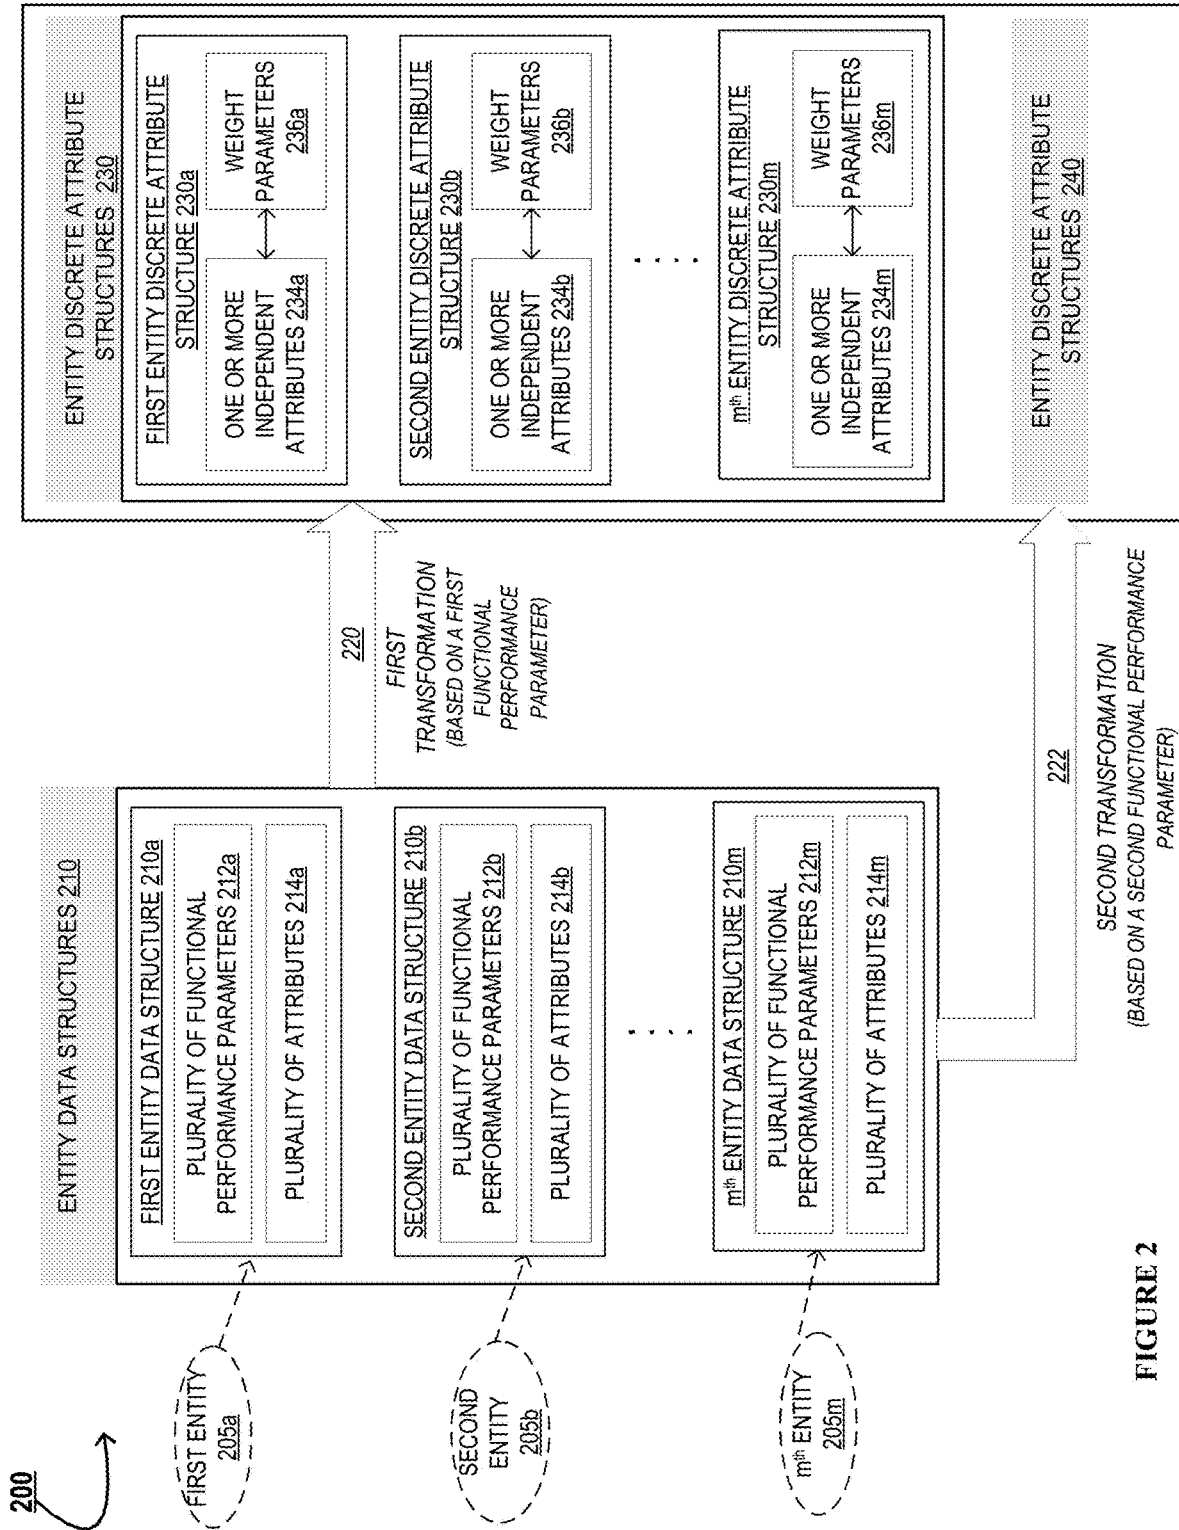 200
FIRST ENTITY
205a
SECOND
ENTITY
205b
mth ENTITY
205m
ENTITY DATA STRUCTURES 210
FIRST ENTITY DATA STRUCTURE 210a
PLURALITY OF FUNCTIONAL
PERFORMANCE PARAMETERS 212a
PLURALITY OF ATTRIBUTES 214a
SECOND ENTITY DATA STRUCTURE 210b
PLURALITY OF FUNCTIONAL
PERFORMANCE PARAMETERS 212b
PLURALITY OF ATTRIBUTES 214b
. . . .
mth ENTITY DATA STRUCTURE 210m
PLURALITY OF FUNCTIONAL
PERFORMANCE PARAMETERS 212m
PLURALITY OF ATTRIBUTES 214m
220
FIRST
TRANSFORMATION
(BASED ON A FIRST
FUNCTIONAL
PERFORMANCE
PARAMETER)
222
SECOND TRANSFORMATION
(BASED ON A SECOND FUNCTIONAL PERFORMANCE
PARAMETER)
ENTITY DISCRETE ATTRIBUTE
STRUCTURES 230
FIRST ENTITY DISCRETE ATTRIBUTE
STRUCTURE 230a
ONE OR MORE
INDEPENDENT
ATTRIBUTES 234a
WEIGHT
PARAMETERS
236a
SECOND ENTITY DISCRETE ATTRIBUTE
STRUCTURE 230b
ONE OR MORE
INDEPENDENT
ATTRIBUTES 234b
WEIGHT
PARAMETERS
236b
. . . .
mth ENTITY DISCRETE ATTRIBUTE
STRUCTURE 230m
ONE OR MORE
INDEPENDENT
ATTRIBUTES 234m
WEIGHT
PARAMETERS
236m
ENTITY DISCRETE ATTRIBUTE
STRUCTURES 240
FIGURE 2